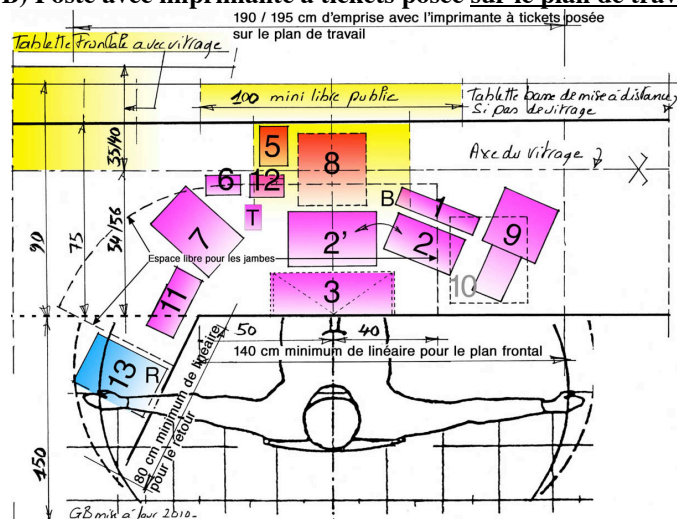 B) Poste avec imprimante à tickets posée sur le plan de trav
190 / 195 cm d'emprise avec l'imprimante à tickets posée
sur le plan de travail
Tablette Frontale avec vitrage
100 mini libre public
Tablette basse de mise à distance
Si pas de vitrage
35/40
5
8
Axe du vitrage
6
12
B
1
T
90
75
34/56
7
2'
2
9
Espace libre pour les jambes
10
11
3
50
40
140 cm minimum de linéaire pour le plan frontal
13
R
80 cm minimum de linéaire
pour le retour
150
GB mis à jour 2010-